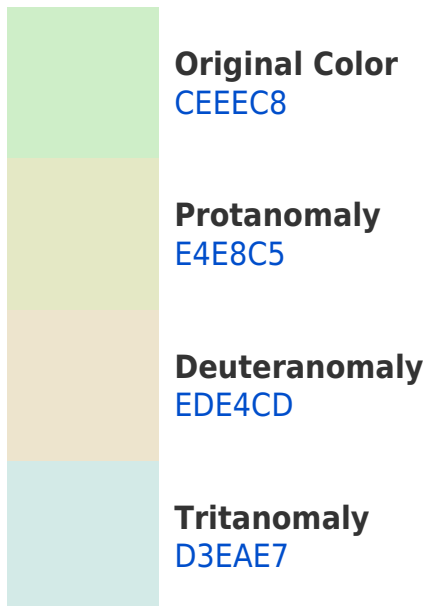 Original Color
CEEEC8
Protanomaly
E4E8C5
Deuteranomaly
EDE4CD
Tritanomaly
D3EAE7